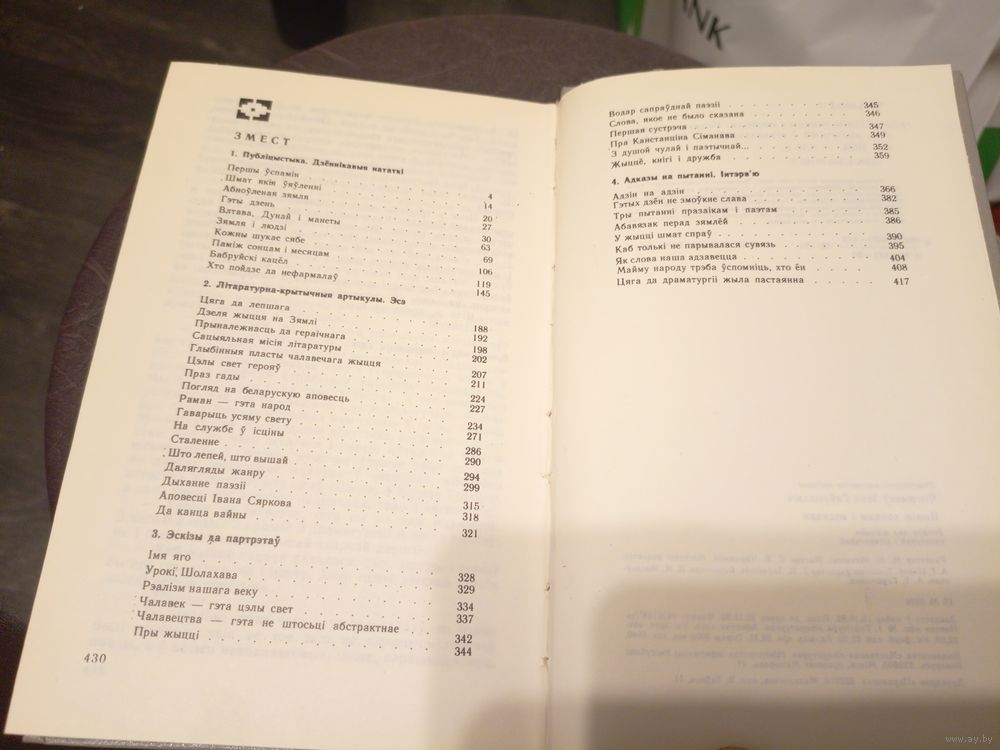 NK
ЗМЕСТ
1. Публіцыстыка. Дзённікавыя нататкі
Першы ўспамін . . . . . 4
Шмат якія ўяўленні . . . . . 14
Абноўленая зямля . . . . . 20
Гэты дзень . . . . . 27
Влтава, Дунай і манеты . . . . . 30
Зямля і людзі . . . . . 63
Кожны шукае сябе . . . . . 69
Паміж сонцам і месяцам . . . . . 106
Бабруйскі кацёл . . . . . 119
Хто пойдзе да нефармалаў . . . . . 145
2. Літаратурна-крытычныя артыкулы. Эсэ
Цяга да лепшага . . . . . 188
Дзеля жыцця на Зямлі . . . . . 192
Прыналежнасць да гераічнага . . . . . 198
Сацыяльная місія літаратуры . . . . . 202
Глыбінныя пласты чалавечага жыцця . . . . . 207
Цэлы свет герояў . . . . . 211
Праз гады . . . . . 224
Погляд на беларускую аповесць . . . . . 227
Раман — гэта народ . . . . . 234
Гаварыць усяму свету . . . . . 271
На службе ў ісціны . . . . . 286
Сталенне . . . . . 290
Што лепей, што вышай . . . . . 294
Далягляды жанру . . . . . 299
Дыханне паэзіі . . . . . 315
Аповесці Івана Сяркова . . . . . 318
Да канца вайны . . . . . 321
3. Эскізы да партрэтаў
Імя яго . . . . . 328
Урокі Шолахава . . . . . 329
Рэалізм нашага веку . . . . . 334
Чалавек — гэта цэлы свет . . . . . 337
Чалавецтва — гэта не штосьці абстрактнае . . . . . 342
Пры жыцці . . . . . 344
430
Водар сапраўднай паэзіі . . . . . 345
Слова, якое не было сказана . . . . . 346
Першая сустрэча . . . . . 347
Пра Канстанціна Сіманава . . . . . 349
З душой чулай і паэтычнай... . . . . . 352
Жыццё, кнігі і дружба . . . . . 359
4. Адказы на пытанні. Інтэрв'ю
Адзін на адзін . . . . . 366
Гэтых дзён не змоўкне слава . . . . . 382
Тры пытанні празаікам і паэтам . . . . . 385
Абавязак перад зямлёй . . . . . 386
У жыцці шмат спраў . . . . . 390
Каб толькі не парывалася сувязь . . . . . 395
Як слова наша адзавецца . . . . . 404
Майму народу трэба ўспомніць, хто ён . . . . . 408
Цяга да драматургіі жыла пастаянна . . . . . 417
www.ay.by